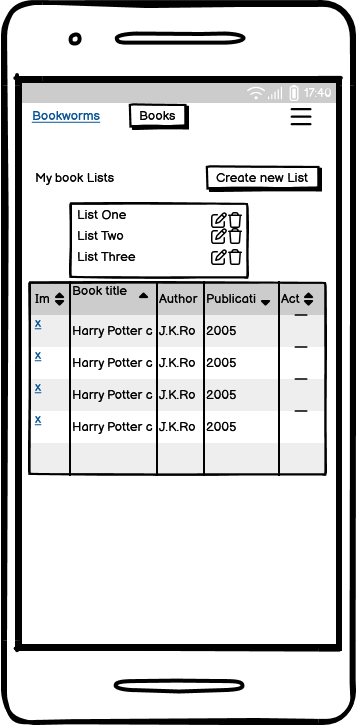 17:40
Bookworms Books
My book Lists Create new List
List One
List Two
List Three
Im Book title Author Publicati Act
x Harry Potter c J.K.Ro 2005
x Harry Potter c J.K.Ro 2005
x Harry Potter c J.K.Ro 2005
x Harry Potter c J.K.Ro 2005